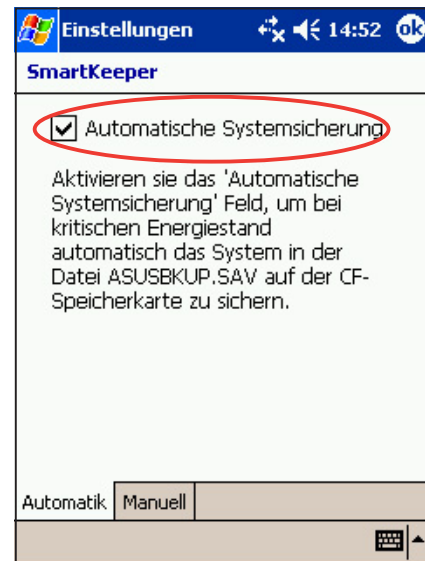 Einstellungen 14:52 ok
SmartKeeper
Automatische Systemsicherung
Aktivieren sie das 'Automatische
Systemsicherung' Feld, um bei
kritischen Energiestand
automatisch das System in der
Datei ASUSBKUP.SAV auf der CF-
Speicherkarte zu sichern.
Automatik Manuell